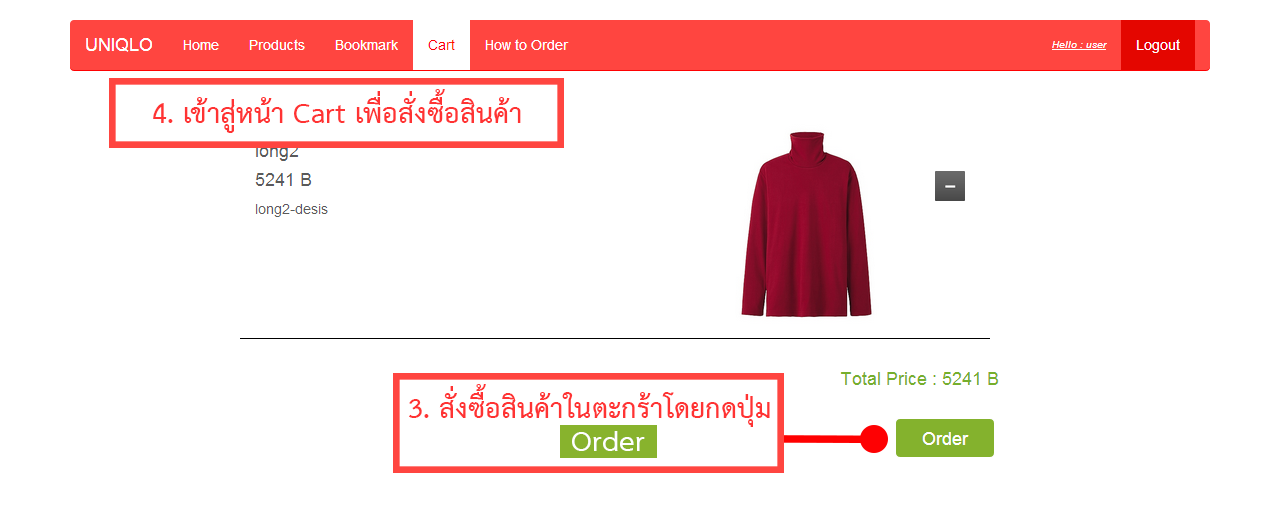 UNIQLO Home Products Bookmark Cart How to Order Hello : user Logout
4. เข้าสู่หน้า Cart เพื่อสั่งซื้อสินค้า
long2
5241 B
long2-desis
Total Price : 5241 B
3. สั่งซื้อสินค้าในตะกร้าโดยกดปุ่ม
Order
Order